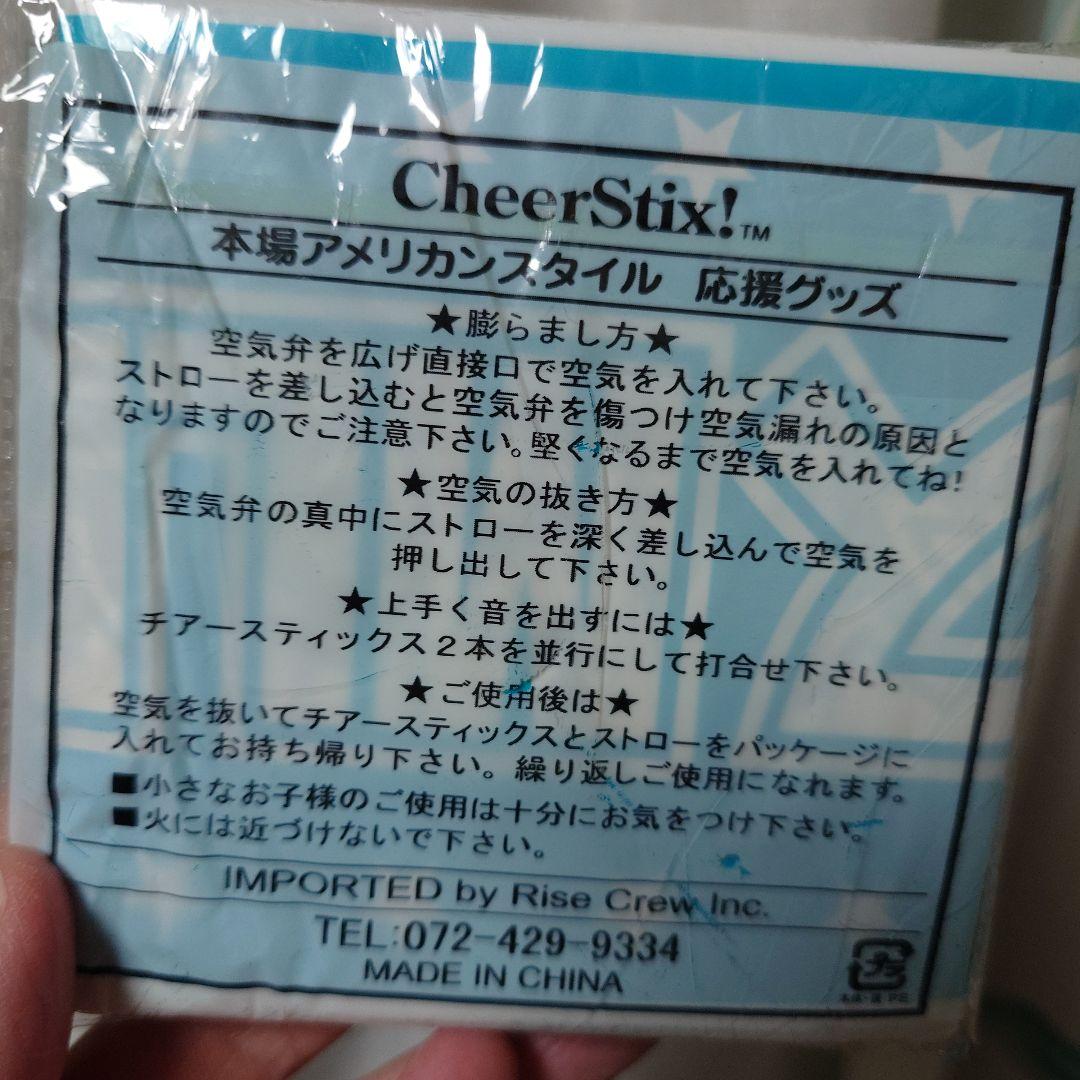 CheerStix!™
本場アメリカンスタイル 応援グッズ
★膨らまし方★
空気弁を広げ直接口で空気を入れて下さい。
ストローを差し込むと空気弁を傷つけ空気漏れの原因と
なりますのでご注意下さい。堅くなるまで空気を入れてね!
★空気の抜き方★
空気弁の真中にストローを深く差し込んで空気を
押し出して下さい。
★上手く音を出すには★
チアースティックス2本を並行にして打合せ下さい。
★ご使用後は★
空気を抜いてチアースティックスとストローをパッケージに
入れてお持ち帰り下さい。繰り返しご使用になれます。
■小さなお子様のご使用は十分にお気をつけ下さい。
■火には近づけないで下さい。
IMPORTED by Rise Crew Inc.
TEL:072-429-9334
MADE IN CHINA
プラ